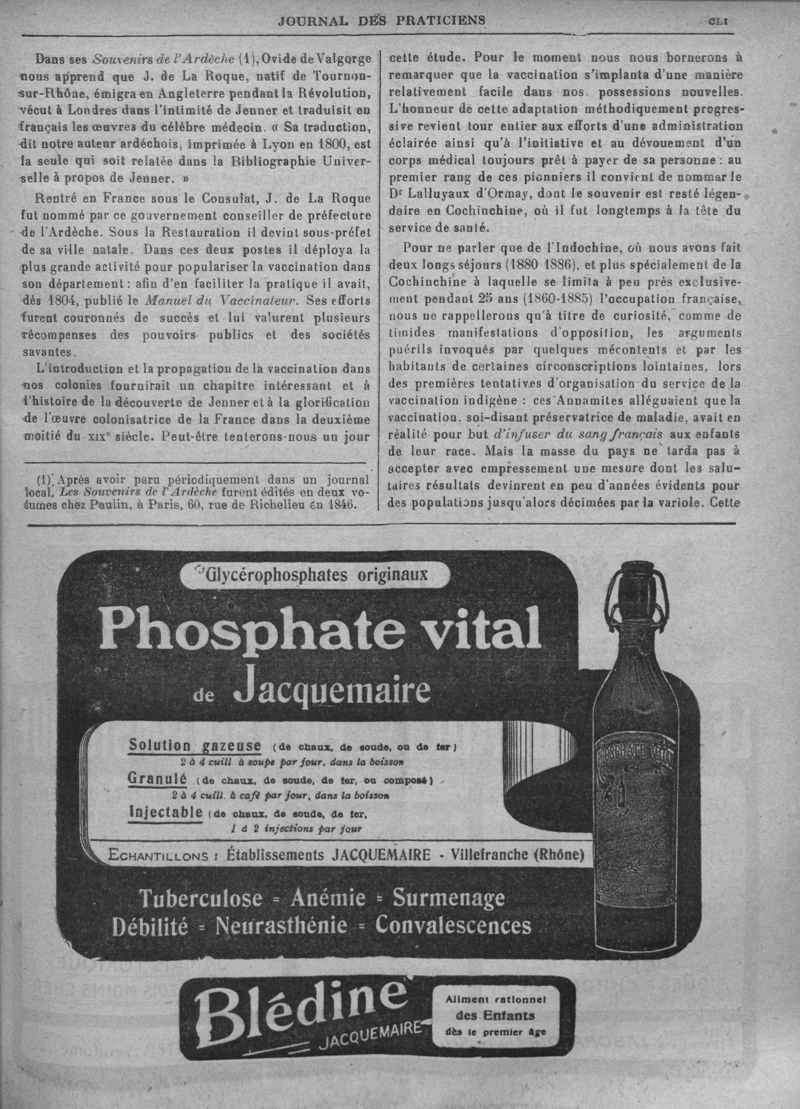 JOURNAL DES PRATICIENS
CLI
Dans ses Souvenirs de l'Ardèche (1), Ovide de Valgorge
nous apprend que J. de La Roque, natif de Tournon-
sur-Rhône, émigra en Angleterre pendant la Révolution,
vécut à Londres dans l'intimité de Jenner et traduisit en
français les œuvres du célèbre médecin. « Sa traduction,
dit notre auteur ardéchois, imprimée à Lyon en 1800, est
la seule qui soit relatée dans la Bibliographie Univer-
selle à propos de Jenner. »
Rentré en France sous le Consulat, J. de La Roque
fut nommé par ce gouvernement conseiller de préfecture
de l'Ardèche. Sous la Restauration il devint sous-préfet
de sa ville natale. Dans ces deux postes il déploya la
plus grande activité pour populariser la vaccination dans
son département : afin d'en faciliter la pratique il avait,
dès 1804, publié le Manuel du Vaccinateur. Ses efforts
furent couronnés de succès et lui valurent plusieurs
récompenses des pouvoirs publics et des sociétés
savantes.
L'introduction et la propagation de la vaccination dans
nos colonies fournirait un chapitre intéressant et à
l'histoire de la découverte de Jenner et à la glorification
de l'œuvre colonisatrice de la France dans la deuxième
moitié du XIXe siècle. Peut-être tenterons-nous un jour
(1) Après avoir paru périodiquement dans un journal
local, Les Souvenirs de l'Ardèche furent édités en deux vo-
lumes chez Paulin, à Paris, 60, rue de Richelieu en 1846.
cette étude. Pour le moment nous nous bornerons à
remarquer que la vaccination s'implanta d'une manière
relativement facile dans nos possessions nouvelles.
L'honneur de cette adaptation méthodiquement progres-
sive revient tout entier aux efforts d'une administration
éclairée ainsi qu'à l'initiative et au dévouement d'un
corps médical toujours prêt à payer de sa personne : au
premier rang de ces pionniers il convient de nommer le
Dr Lalluyaux d'Ormay, dont le souvenir est resté légen-
daire en Cochinchine, où il fut longtemps à la tête du
service de santé.
Pour ne parler que de l'Indochine, où nous avons fait
deux longs séjours (1880 1886), et plus spécialement de la
Cochinchine à laquelle se limita à peu près exclusive-
ment pendant 25 ans (1860-1885) l'occupation française,
nous ne rappellerons qu'à titre de curiosité, comme de
timides manifestations d'opposition, les arguments
puérils invoqués par quelques mécontents et par les
habitants de certaines circonscriptions lointaines, lors
des premières tentatives d'organisation du service de la
vaccination indigène : ces Annamites alléguaient que la
vaccination, soi-disant préservatrice de maladie, avait en
réalité pour but d'infuser du sang français aux enfants
de leur race. Mais la masse du pays ne tarda pas à
accepter avec empressement une mesure dont les salu-
taires résultats devinrent en peu d'années évidents pour
des populations jusqu'alors décimées par la variole. Cette
Glycérophosphates originaux
Phosphate vital
de Jacquemaire
Solution gazeuse (de chaux, de soude, ou de fer)
2 à 4 cuill. à soupe par jour, dans la boisson
Granulé (de chaux, de soude, de fer, ou composé)
2 à 4 cuill. à café par jour, dans la boisson
Injectable (de chaux, de soude, de fer,
1 à 2 injections par jour
ECHANTILLONS : Établissements JACQUEMAIRE - Villefranche (Rhône)
Tuberculose = Anémie = Surmenage
Débilité = Neurasthénie = Convalescences
PHOSPHATE VITAL
Blédine
JACQUEMAIRE
Aliment rationnel
des Enfants
dès le premier âge